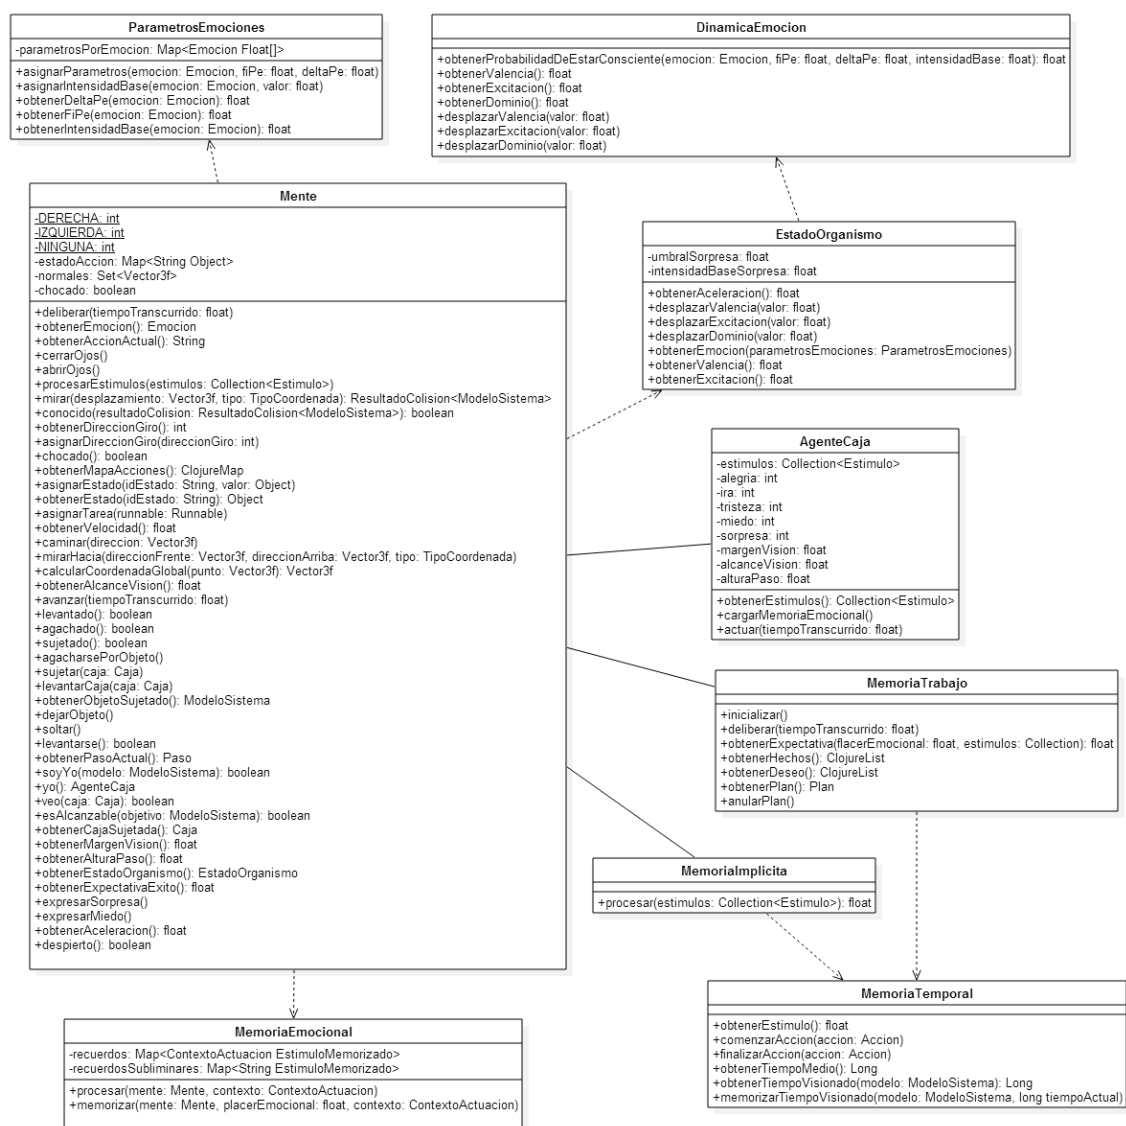 ParametrosEmociones
-parametrosPorEmocion: Map<Emocion Float[]>
+asignarParametros(emocion: Emocion, fiPe: float, deltaPe: float)
+asignarIntensidadBase(emocion: Emocion, valor: float)
+obtenerDeltaPe(emocion: Emocion): float
+obtenerFiPe(emocion: Emocion): float
+obtenerIntensidadBase(emocion: Emocion): float
DinamicaEmocion
+obtenerProbabilidadDeEstarConsciente(emocion: Emocion, fiPe: float, deltaPe: float, intensidadBase: float): float
+obtenerValencia(): float
+obtenerExcitacion(): float
+obtenerDominio(): float
+desplazarValencia(valor: float)
+desplazarExcitacion(valor: float)
+desplazarDominio(valor: float)
Mente
-DERECHA: int
-IZQUIERDA: int
-NINGUNA: int
-estadoAccion: Map<String Object>
-normales: Set<Vector3f>
-chocado: boolean
+deliberar(tiempoTranscurrido: float)
+obtenerEmocion(): Emocion
+obtenerAccionActual(): String
+cerrarOjos()
+abrirOjos()
+procesarEstimulos(estimulos: Collection<Estimulo>)
+mirar(desplazamiento: Vector3f, tipo: TipoCoordenada): ResultadoColision<ModeloSistema>
+conocido(resultadoColision: ResultadoColision<ModeloSistema>): boolean
+obtenerDireccionGiro(): int
+asignarDireccionGiro(direccionGiro: int)
+chocado(): boolean
+obtenerMapaAcciones(): ClojureMap
+asignarEstado(idEstado: String, valor: Object)
+obtenerEstado(idEstado: String): Object
+asignarTarea(runnable: Runnable)
+obtenerVelocidad(): float
+caminar(direccion: Vector3f)
+mirarHacia(direccionFrente: Vector3f, direccionArriba: Vector3f, tipo: TipoCoordenada)
+calcularCoordenadaGlobal(punto: Vector3f): Vector3f
+obtenerAlcanceVision(): float
+avanzar(tiempoTranscurrido: float)
+levantado(): boolean
+agachado(): boolean
+sujetado(): boolean
+agacharsePorObjeto()
+sujetar(caja: Caja)
+levantarCaja(caja: Caja)
+obtenerObjetoSujetado(): ModeloSistema
+dejarObjeto()
+soltar()
+levantarse(): boolean
+obtenerPasoActual(): Paso
+soyYo(modelo: ModeloSistema): boolean
+yo(): AgenteCaja
+veo(caja: Caja): boolean
+esAlcanzable(objetivo: ModeloSistema): boolean
+obtenerCajaSujetada(): Caja
+obtenerMargenVision(): float
+obtenerAlturaPaso(): float
+obtenerEstadoOrganismo(): EstadoOrganismo
+obtenerExpectativaExito(): float
+expresarSorpresa()
+expresarMiedo()
+obtenerAceleracion(): float
+despierto(): boolean
EstadoOrganismo
-umbralSorpresa: float
-intensidadBaseSorpresa: float
+obtenerAceleracion(): float
+desplazarValencia(valor: float)
+desplazarExcitacion(valor: float)
+desplazarDominio(valor: float)
+obtenerEmocion(parametrosEmociones: ParametrosEmociones)
+obtenerValencia(): float
+obtenerExcitacion(): float
AgenteCaja
-estimulos: Collection<Estimulo>
-alegria: int
-ira: int
-tristeza: int
-miedo: int
-sorpresa: int
-margenVision: float
-alcanceVision: float
-alturaPaso: float
+obtenerEstimulos(): Collection<Estimulo>
+cargarMemoriaEmocional()
+actuar(tiempoTranscurrido: float)
MemoriaTrabajo
+inicializar()
+deliberar(tiempoTranscurrido: float)
+obtenerExpectativa(flacerEmocional: float, estimulos: Collection): float
+obtenerHechos(): ClojureList
+obtenerDeseo(): ClojureList
+obtenerPlan(): Plan
+anularPlan()
MemoriaImplicita
+procesar(estimulos: Collection<Estimulo>): float
MemoriaTemporal
+obtenerEstimulo(): float
+comenzarAccion(accion: Accion)
+finalizarAccion(accion: Accion)
+obtenerTiempoMedio(): Long
+obtenerTiempoVisionado(modelo: ModeloSistema): Long
+memorizarTiempoVisionado(modelo: ModeloSistema, long tiempoActual)
MemoriaEmocional
-recuerdos: Map<ContextoActuacion EstimuloMemorizado>
-recuerdosSubliminares: Map<String EstimuloMemorizado>
+procesar(mente: Mente, contexto: ContextoActuacion)
+memorizar(mente: Mente, placerEmocional: float, contexto: ContextoActuacion)